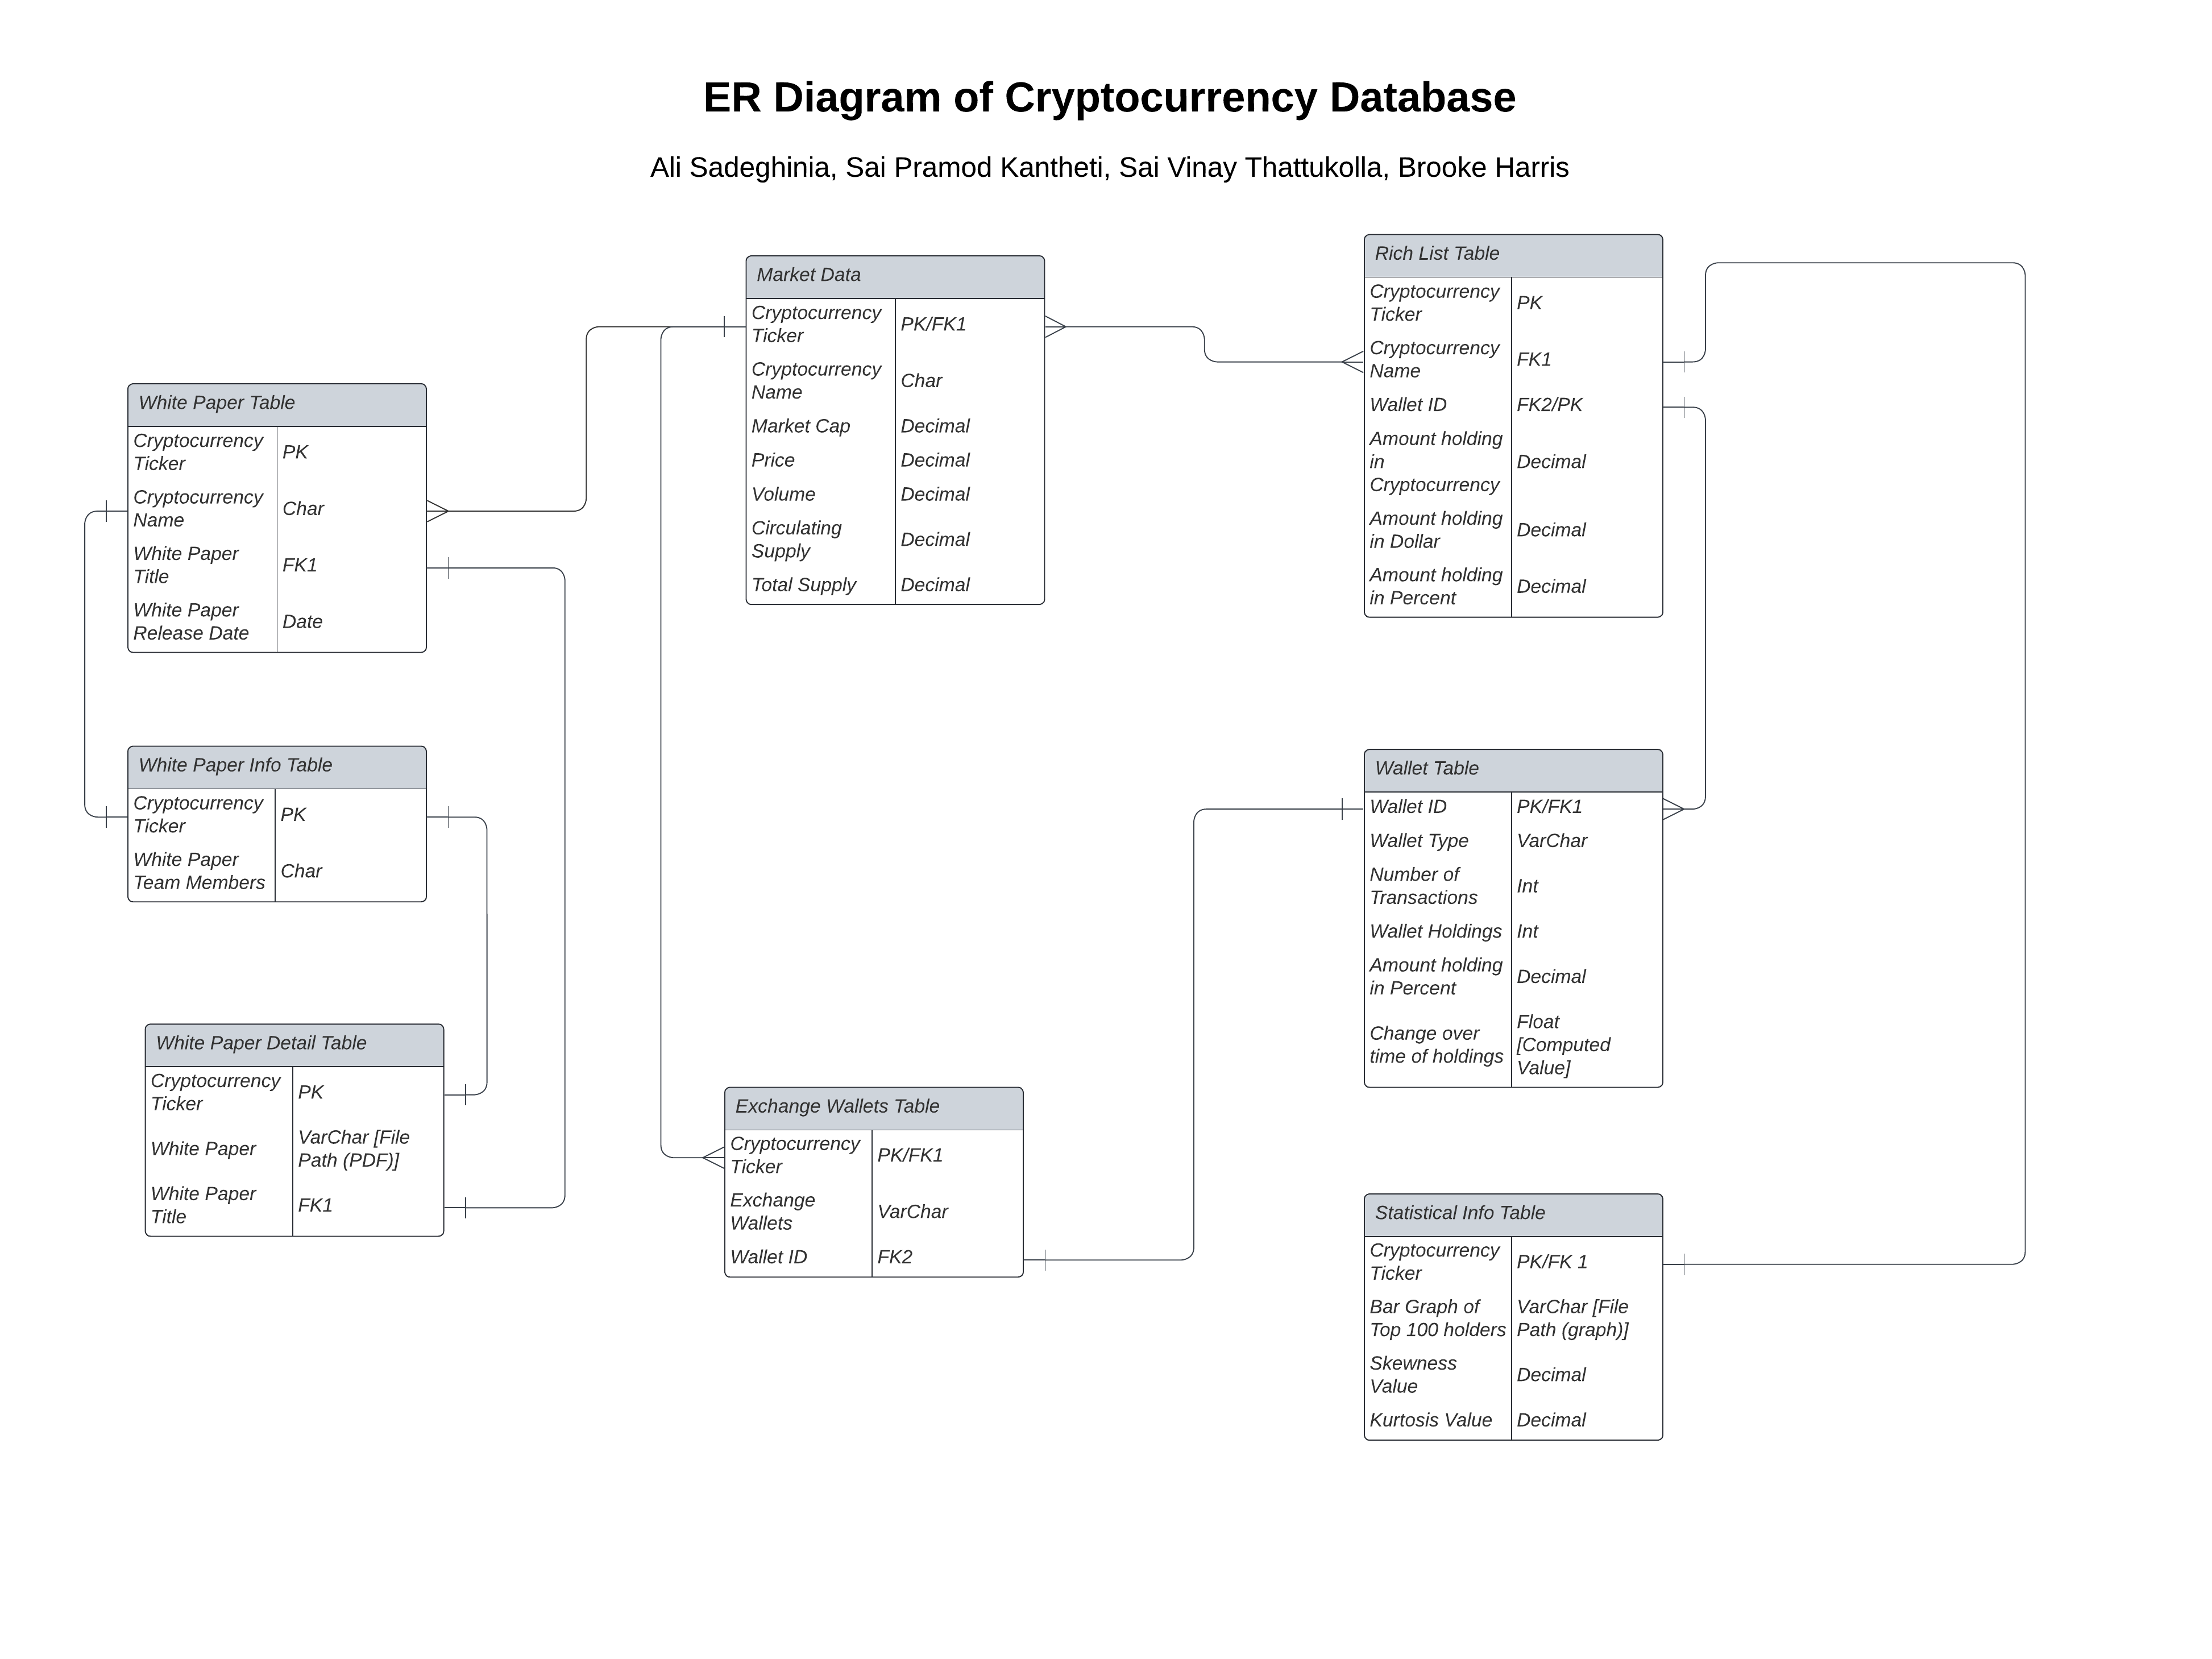 ER Diagram of Cryptocurrency Database
Ali Sadeghinia, Sai Pramod Kantheti, Sai Vinay Thattukolla, Brooke Harris
White Paper Table
Cryptocurrency
Ticker
PK
Cryptocurrency
Name
Char
White Paper
Title
FK1
White Paper
Release Date
Date
White Paper Info Table
Cryptocurrency
Ticker
PK
White Paper
Team Members
Char
White Paper Detail Table
Cryptocurrency
Ticker
PK
White Paper
VarChar [File
Path (PDF)]
White Paper
Title
FK1
Market Data
Cryptocurrency
Ticker
PK/FK1
Cryptocurrency
Name
Char
Market Cap
Decimal
Price
Decimal
Volume
Decimal
Circulating
Supply
Decimal
Total Supply
Decimal
Exchange Wallets Table
Cryptocurrency
Ticker
PK/FK1
Exchange
Wallets
VarChar
Wallet ID
FK2
Rich List Table
Cryptocurrency
Ticker
PK
Cryptocurrency
Name
FK1
Wallet ID
FK2/PK
Amount holding
in
Cryptocurrency
Decimal
Amount holding
in Dollar
Decimal
Amount holding
in Percent
Decimal
Wallet Table
Wallet ID
PK/FK1
Wallet Type
VarChar
Number of
Transactions
Int
Wallet Holdings
Int
Amount holding
in Percent
Decimal
Change over
time of holdings
Float
[Computed
Value]
Statistical Info Table
Cryptocurrency
Ticker
PK/FK 1
Bar Graph of
Top 100 holders
VarChar [File
Path (graph)]
Skewness
Value
Decimal
Kurtosis Value
Decimal